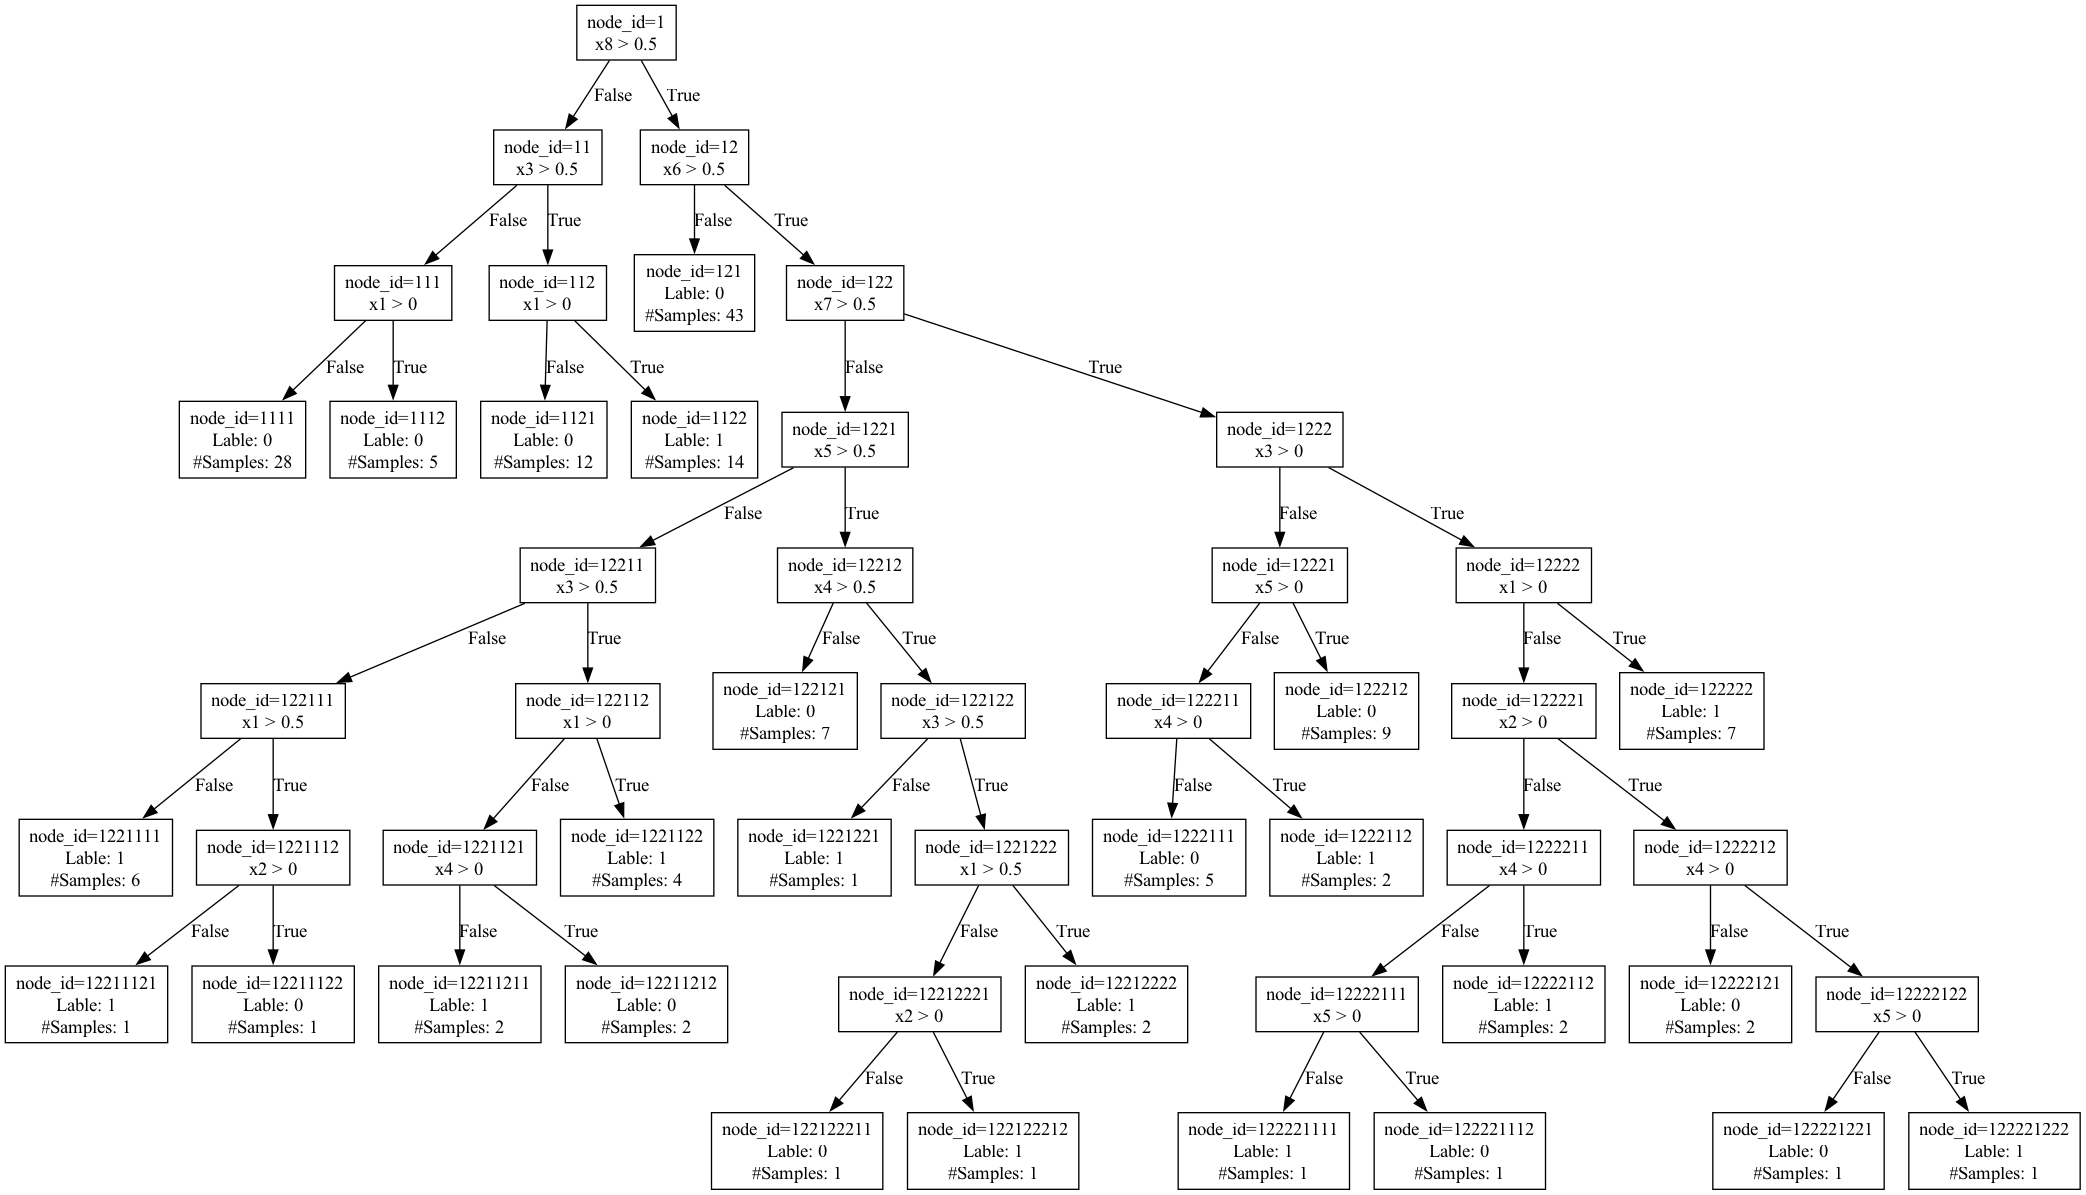 node_id=1
x8 > 0.5
False
True
node_id=11
x3 > 0.5
node_id=12
x6 > 0.5
False
True
False
True
node_id=111
x1 > 0
node_id=112
x1 > 0
node_id=121
Lable: 0
#Samples: 43
node_id=122
x7 > 0.5
False
True
False
True
False
True
node_id=1111
Lable: 0
#Samples: 28
node_id=1112
Lable: 0
#Samples: 5
node_id=1121
Lable: 0
#Samples: 12
node_id=1122
Lable: 1
#Samples: 14
node_id=1221
x5 > 0.5
node_id=1222
x3 > 0
False
True
False
True
node_id=12211
x3 > 0.5
node_id=12212
x4 > 0.5
node_id=12221
x5 > 0
node_id=12222
x1 > 0
False
True
False
True
False
True
False
True
node_id=122111
x1 > 0.5
node_id=122112
x1 > 0
node_id=122121
Lable: 0
#Samples: 7
node_id=122122
x3 > 0.5
node_id=122211
x4 > 0
node_id=122212
Lable: 0
#Samples: 9
node_id=122221
x2 > 0
node_id=122222
Lable: 1
#Samples: 7
False
True
False
True
False
True
False
True
False
True
node_id=1221111
Lable: 1
#Samples: 6
node_id=1221112
x2 > 0
node_id=1221121
x4 > 0
node_id=1221122
Lable: 1
#Samples: 4
node_id=1221221
Lable: 1
#Samples: 1
node_id=1221222
x1 > 0.5
node_id=1222111
Lable: 0
#Samples: 5
node_id=1222112
Lable: 1
#Samples: 2
node_id=1222211
x4 > 0
node_id=1222212
x4 > 0
False
True
False
True
False
True
False
True
False
True
node_id=12211121
Lable: 1
#Samples: 1
node_id=12211122
Lable: 0
#Samples: 1
node_id=12211211
Lable: 1
#Samples: 2
node_id=12211212
Lable: 0
#Samples: 2
node_id=12212221
x2 > 0
node_id=12212222
Lable: 1
#Samples: 2
node_id=12222111
x5 > 0
node_id=12222112
Lable: 1
#Samples: 2
node_id=12222121
Lable: 0
#Samples: 2
node_id=12222122
x5 > 0
False
True
False
True
False
True
node_id=122122211
Lable: 0
#Samples: 1
node_id=122122212
Lable: 1
#Samples: 1
node_id=122221111
Lable: 1
#Samples: 1
node_id=122221112
Lable: 0
#Samples: 1
node_id=122221221
Lable: 0
#Samples: 1
node_id=122221222
Lable: 1
#Samples: 1